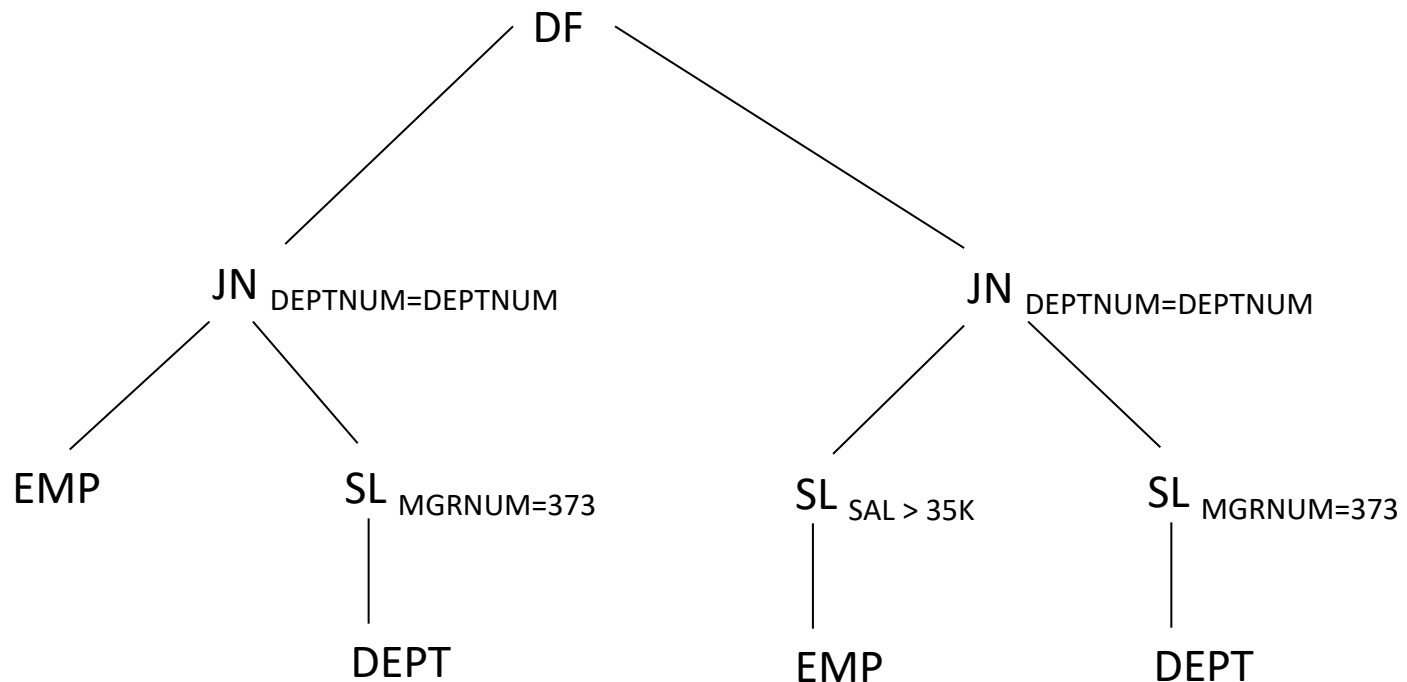 DF
JN DEPTNUM=DEPTNUM
JN DEPTNUM=DEPTNUM
EMP
SL MGRNUM=373
SL SAL > 35K
SL MGRNUM=373
DEPT
EMP
DEPT